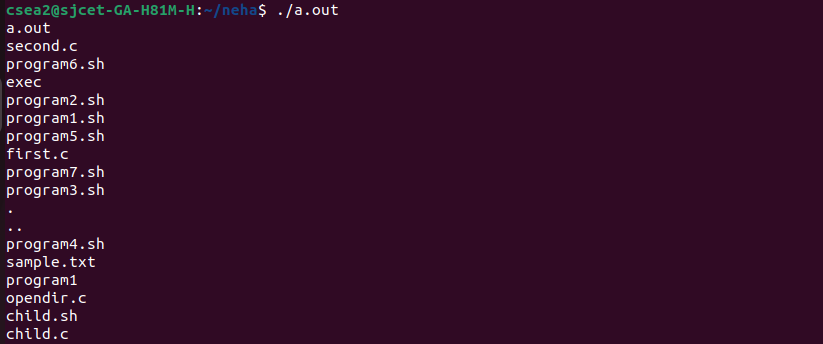 csea2@sjcet-GA-H81M-H:~/neha$ ./a.out
a.out
second.c
program6.sh
exec
program2.sh
program1.sh
program5.sh
first.c
program7.sh
program3.sh
.
..
program4.sh
sample.txt
program1
opendir.c
child.sh
child.c